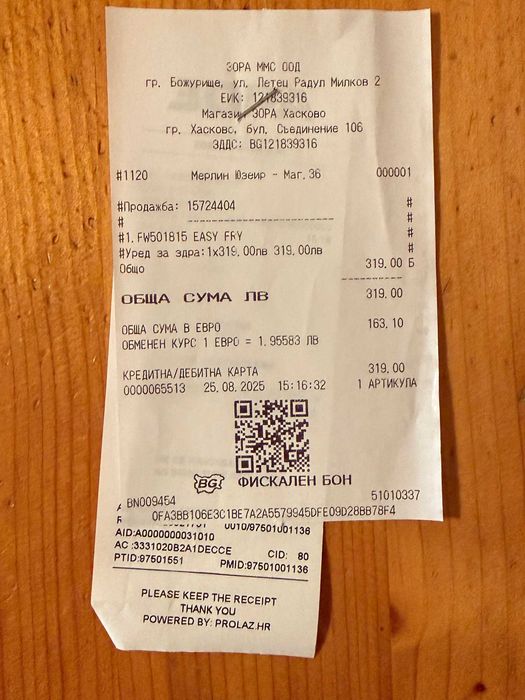 ЗОРА ММС ООД
гр. Божурище, ул. Летец Радул Милков 2
ЕИК: 121839316
Магазин ЗОРА Хасково
гр. Хасково, бул. Съединение 106
ЗДДС: BG121839316
#1120 Мерлин Юзеир - Маг.36 000001
#Продажба: 15724404 #
# ------------------------ #
#1. FW501815 EASY FRY #
#Уред за здра:1x319,00лв 319,00лв #
Общо 319,00 Б
ОБЩА СУМА ЛВ 319.00
ОБЩА СУМА В ЕВРО 163,10
ОБМЕНЕН КУРС 1 ЕВРО = 1.95583 ЛВ
КРЕДИТНА/ДЕБИТНА КАРТА 319.00
0000065513 25.08.2025 15:16:32 1 АРТИКУЛА
BG ФИСКАЛЕН БОН
BN009454 51010337
0FA3BB106E3C1BE7A2A5579945DFE09D28BB78F4
0010/97501001136
AID:A0000000031010
AC :3331020B2A1DECCE CID: 80
PTID:97501551 PMID:97501001136
PLEASE KEEP THE RECEIPT
THANK YOU
POWERED BY: PROLAZ.HR